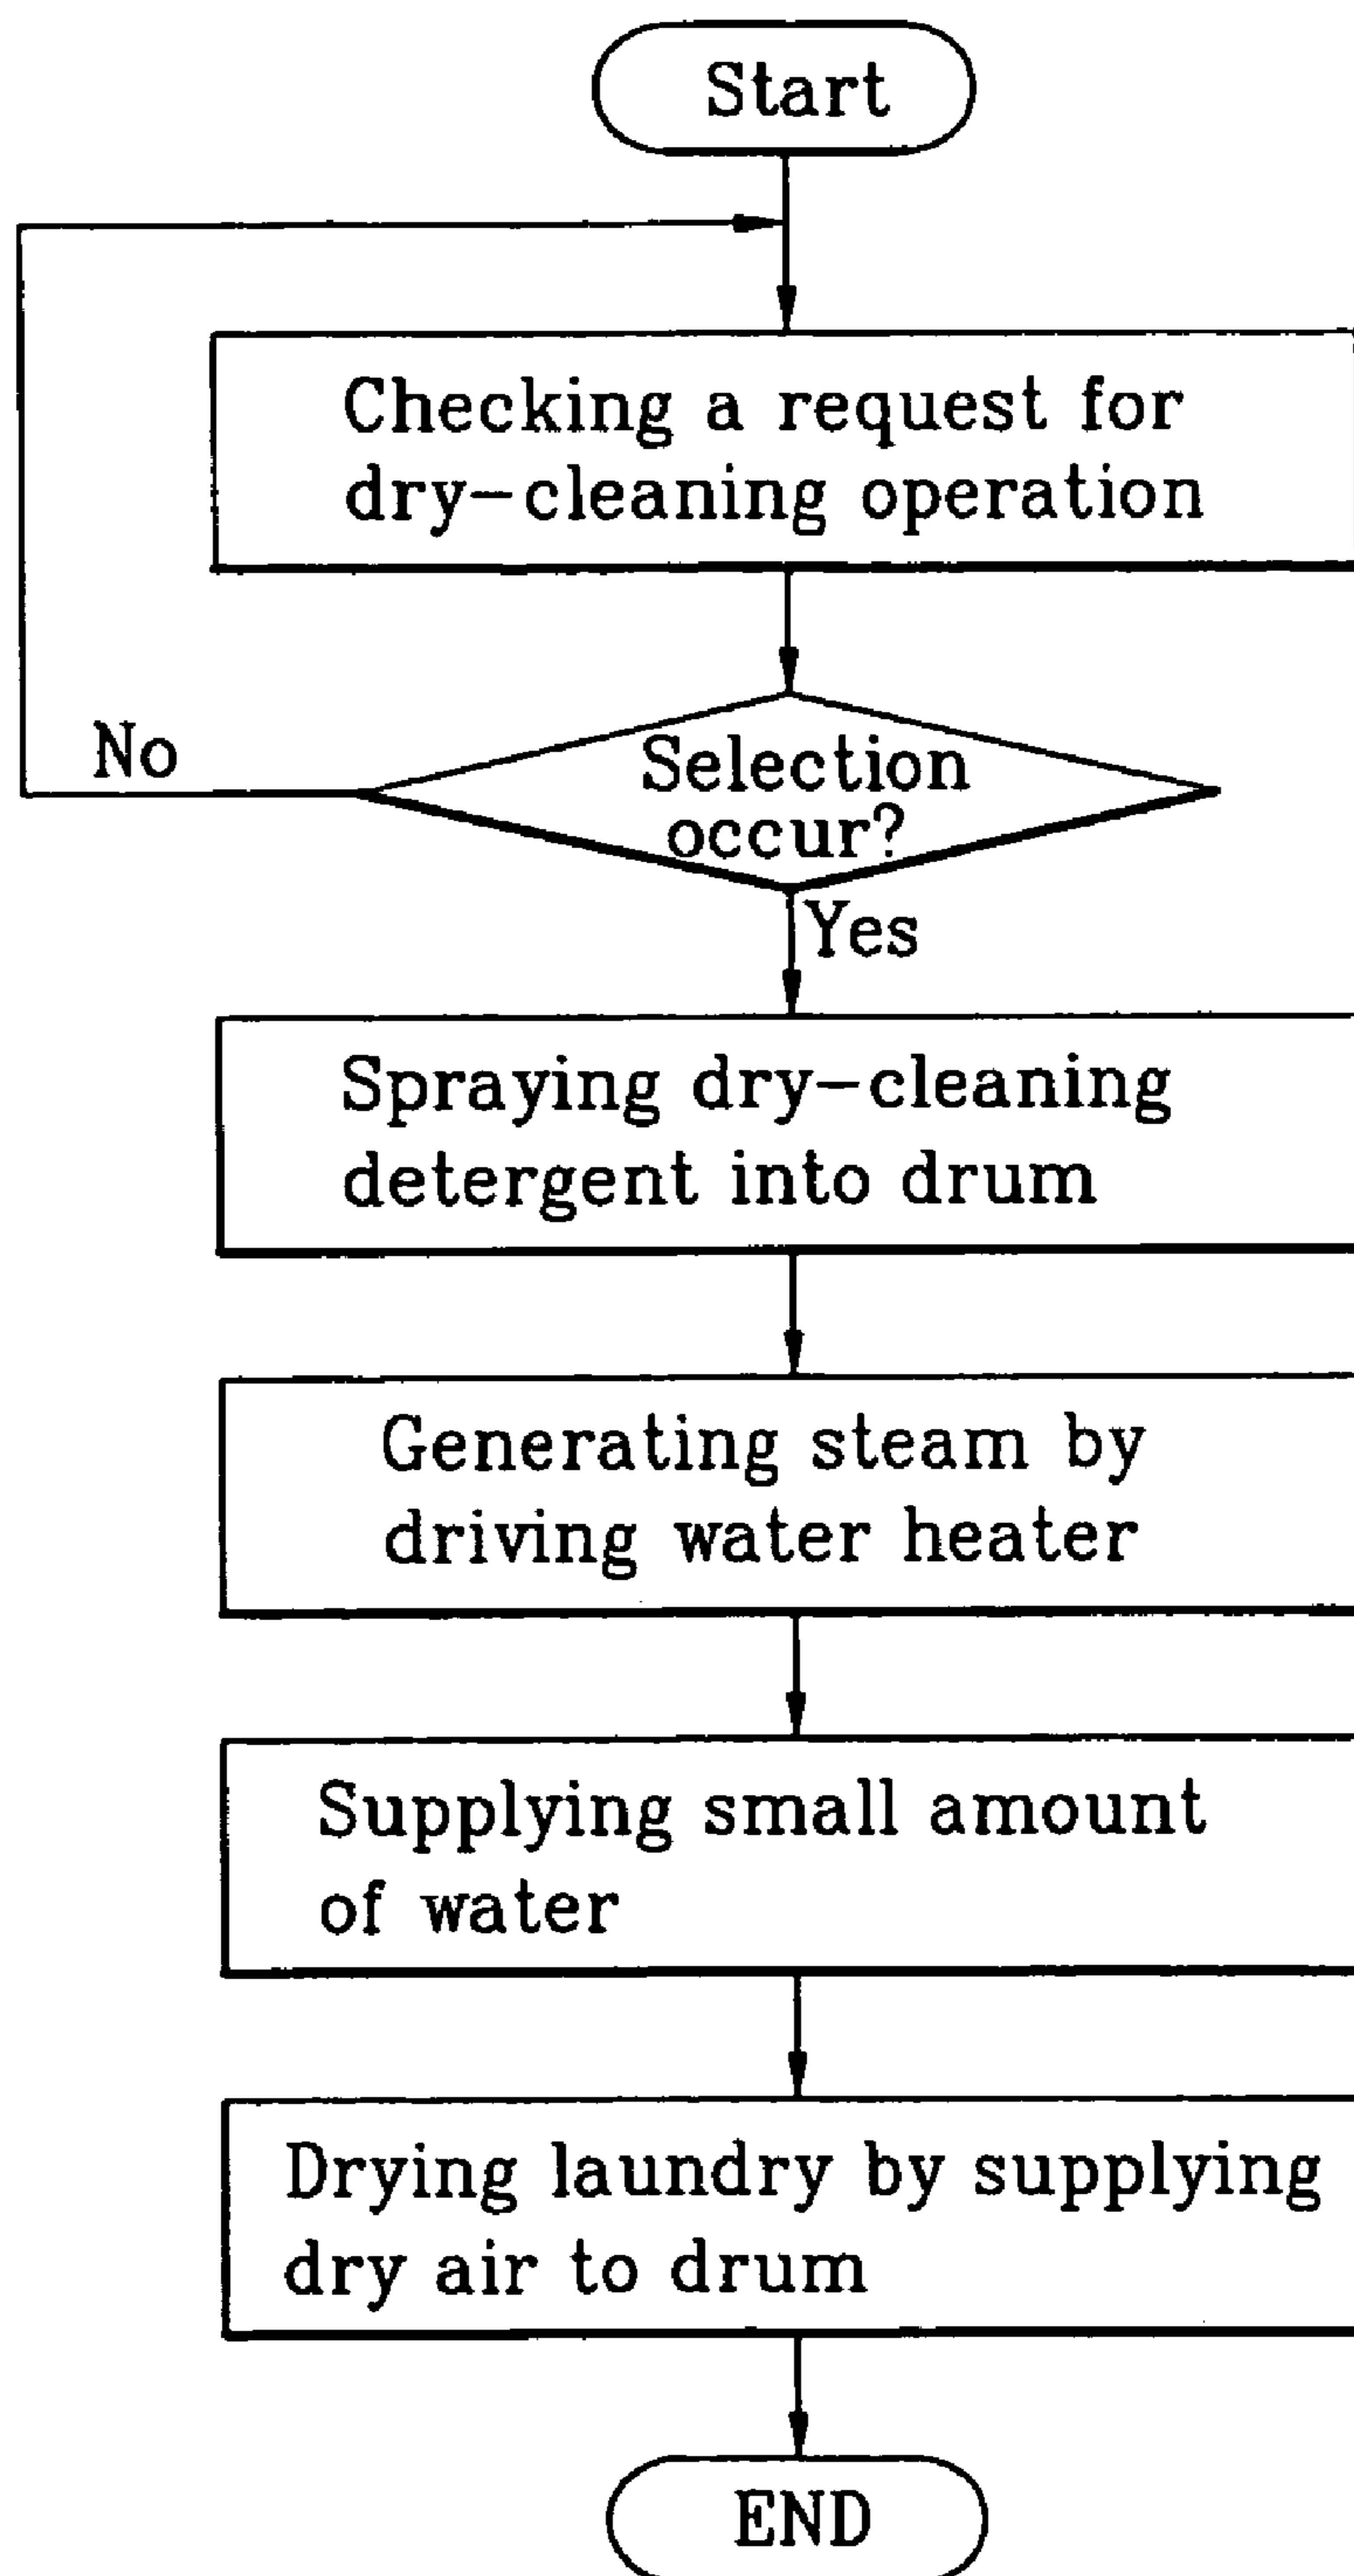 Start
Checking a request for
dry-cleaning operation
No
Selection
occur?
Yes
Spraying dry-cleaning
detergent into drum
Generating steam by
driving water heater
Supplying small amount
of water
Drying laundry by supplying
dry air to drum
END